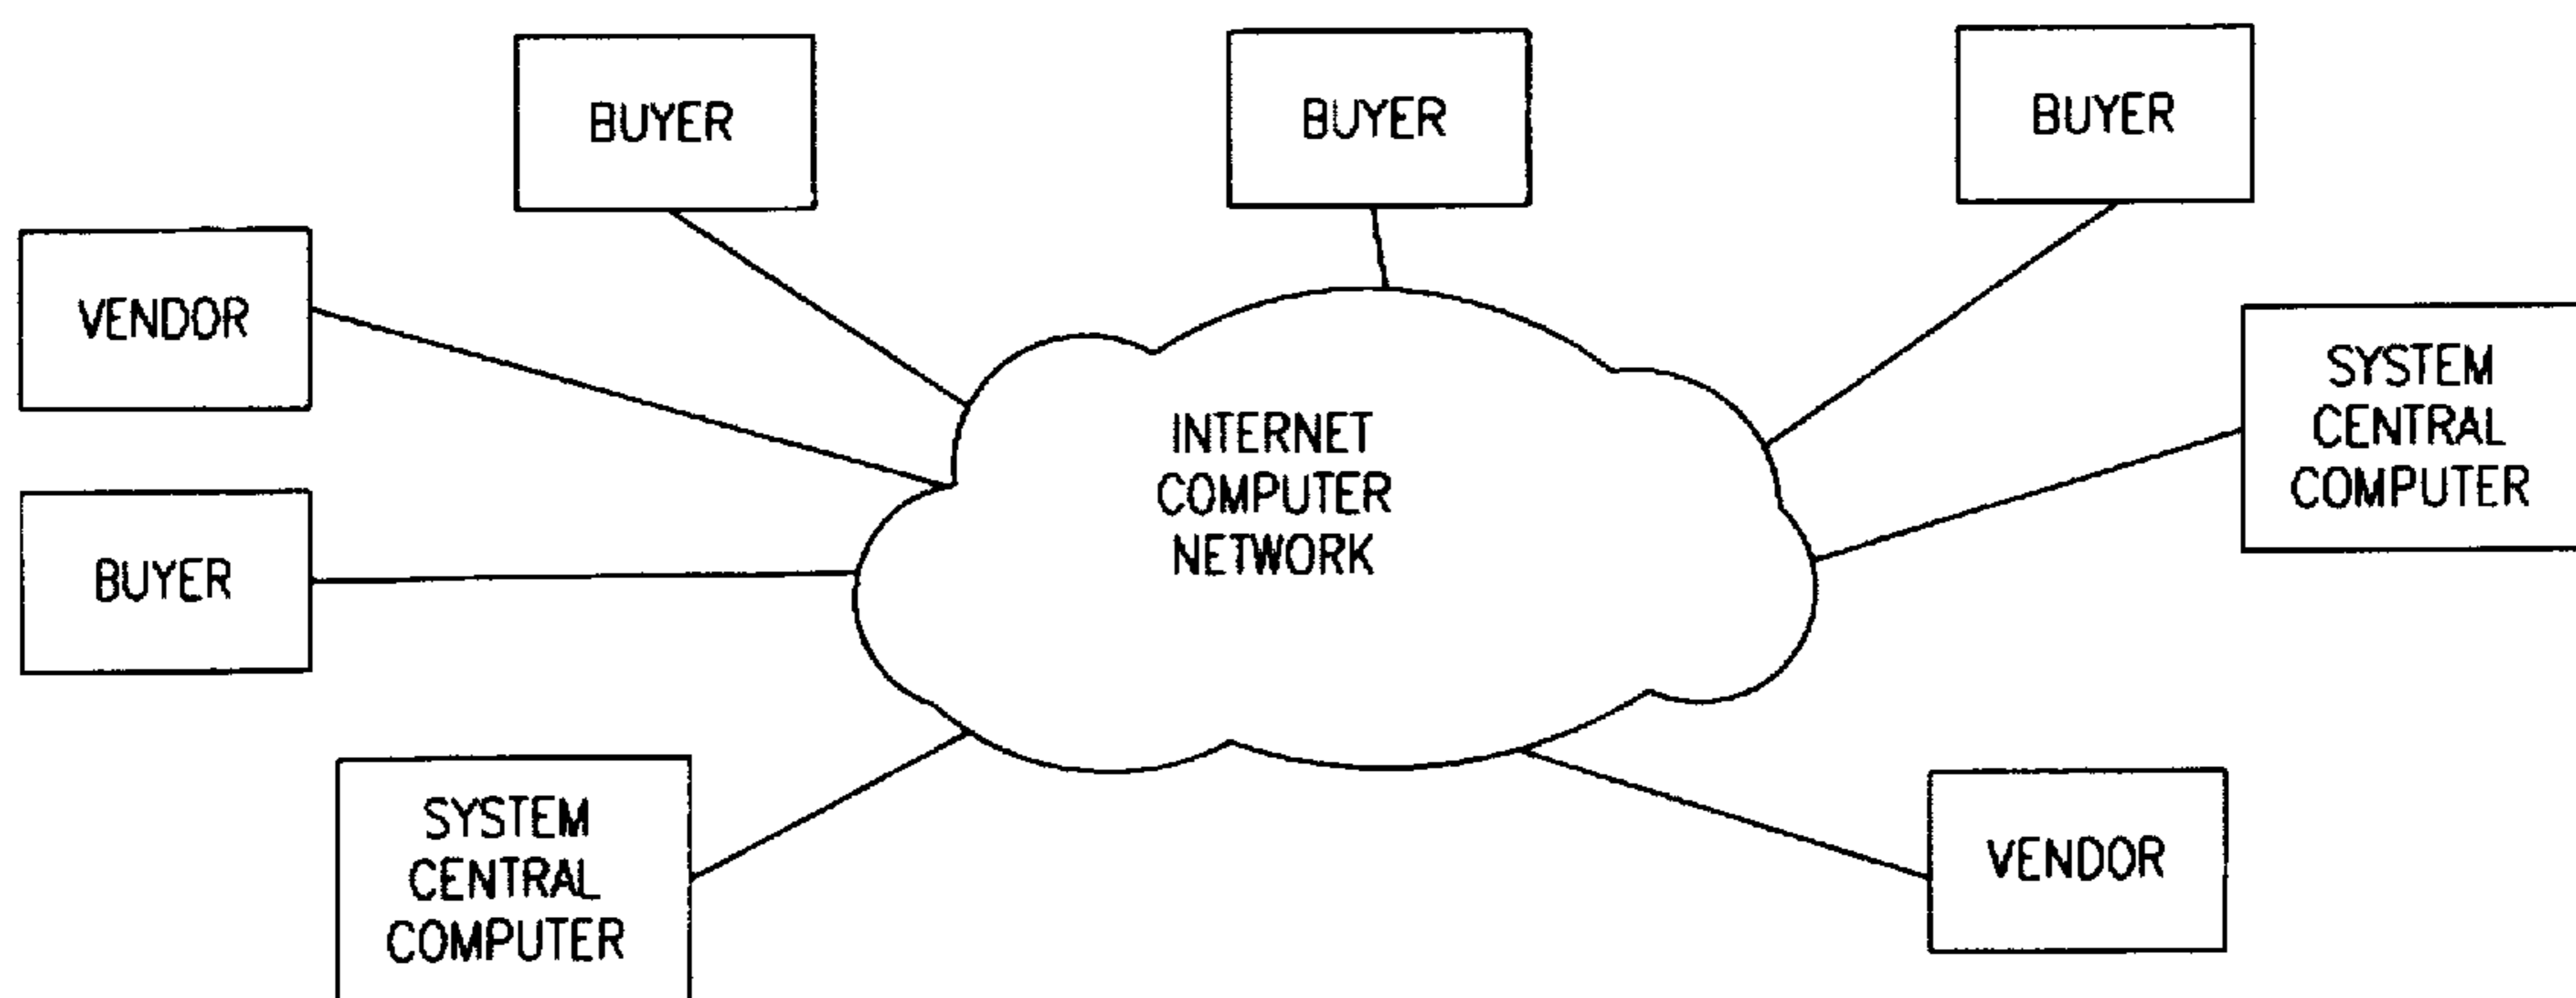 BUYER
BUYER
BUYER
VENDOR
SYSTEM
CENTRAL
COMPUTER
INTERNET
COMPUTER
NETWORK
BUYER
SYSTEM
CENTRAL
COMPUTER
VENDOR